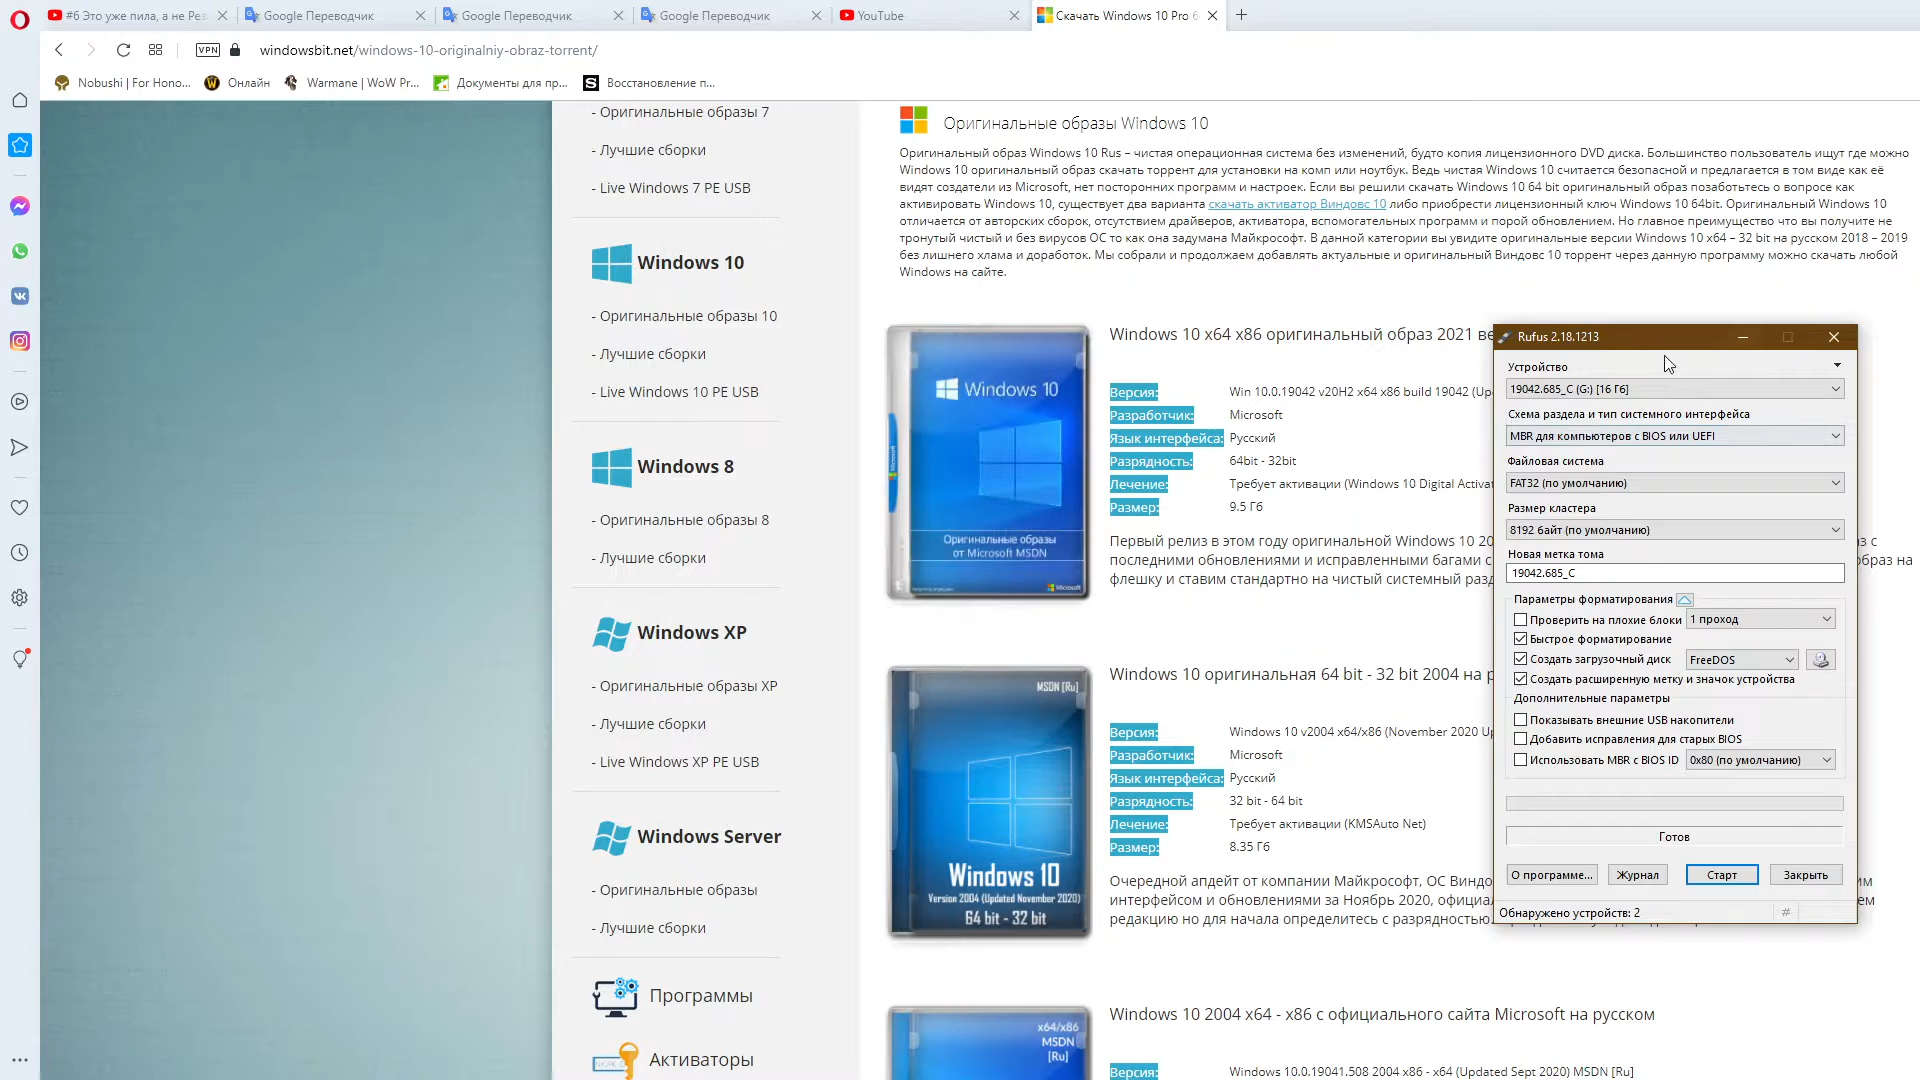 #6 Это уже пила, а не Рез
Google Переводчик
Google Переводчик
Google Переводчик
YouTube
Скачать Windows 10 Pro 6
VPN
windowsbit.net/windows-10-originalniy-obraz-torrent/
Nobushi | For Hono...
Онлайн
Warmane | WoW Pr...
Документы для пр...
Восстановление п...
- Оригинальные образы 7
- Лучшие сборки
- Live Windows 7 PE USB
Windows 10
- Оригинальные образы 10
- Лучшие сборки
- Live Windows 10 PE USB
Windows 8
- Оригинальные образы 8
- Лучшие сборки
Windows XP
- Оригинальные образы XP
- Лучшие сборки
- Live Windows XP PE USB
Windows Server
- Оригинальные образы
- Лучшие сборки
Программы
Активаторы
Оригинальные образы Windows 10
Оригинальный образ Windows 10 Rus – чистая операционная система без изменений, будто копия лицензионного DVD диска. Большинство пользователь ищут где можно
Windows 10 оригинальный образ скачать торрент для установки на комп или ноутбук. Ведь чистая Windows 10 считается безопасной и предлагается в том виде как её
видят создатели из Microsoft, нет посторонних программ и настроек. Если вы решили скачать Windows 10 64 bit оригинальный образ позаботьтесь о вопросе как
активировать Windows 10, существует два варианта скачать активатор Виндовс 10 либо приобрести лицензионный ключ Windows 10 64bit. Оригинальный Windows 10
отличается от авторских сборок, отсутствием драйверов, активатора, вспомогательных программ и порой обновлением. Но главное преимущество что вы получите не
тронутый чистый и без вирусов ОС то как она задумана Майкрософт. В данной категории вы увидите оригинальные версии Windows 10 x64 – 32 bit на русском 2018 – 2019
без лишнего хлама и доработок. Мы собрали и продолжаем добавлять актуальные и оригинальный Виндовс 10 торрент через данную программу можно скачать любой
Windows на сайте.
Windows 10
Оригинальные образы
от Microsoft MSDN
Microsoft
Windows 10 x64 x86 оригинальный образ 2021 ве
Версия: Win 10.0.19042 v20H2 x64 x86 build 19042 (Up
Разработчик: Microsoft
Язык интерфейса: Русский
Разрядность: 64bit - 32bit
Лечение: Требует активации (Windows 10 Digital Activat
Размер: 9.5 Гб
Первый релиз в этом году оригинальной Windows 10 20
аз с
последними обновлениями и исправленными багами с
образ на
флешку и ставим стандартно на чистый системный разд
MSDN [Ru]
Windows 10
Version 2004 (Updated November 2020)
64 bit - 32 bit
Windows 10 оригинальная 64 bit - 32 bit 2004 на р
Версия: Windows 10 v2004 x64/x86 (November 2020 Up
Разработчик: Microsoft
Язык интерфейса: Русский
Разрядность: 32 bit - 64 bit
Лечение: Требует активации (KMSAuto Net)
Размер: 8.35 Гб
Очередной апдейт от компании Майкрософт, ОС Виндо
им
интерфейсом и обновлениями за Ноябрь 2020, официал
ем
редакцию но для начала определитесь с разрядностью.
x64/x86
MSDN
[Ru]
Windows 10 2004 x64 - x86 с официального сайта Microsoft на русском
Версия: Windows 10.0.19041.508 2004 x86 - x64 (Updated Sept 2020) MSDN [Ru]
Rufus 2.18.1213
Устройство
19042.685_C (G:) [16 Гб]
Схема раздела и тип системного интерфейса
MBR для компьютеров с BIOS или UEFI
Файловая система
FAT32 (по умолчанию)
Размер кластера
8192 байт (по умолчанию)
Новая метка тома
19042.685_C
Параметры форматирования
Проверить на плохие блоки 1 проход
Быстрое форматирование
Создать загрузочный диск FreeDOS
Создать расширенную метку и значок устройства
Дополнительные параметры
Показывать внешние USB накопители
Добавить исправления для старых BIOS
Использовать MBR с BIOS ID 0x80 (по умолчанию)
Готов
О программе... Журнал Старт Закрыть
Обнаружено устройств: 2 #